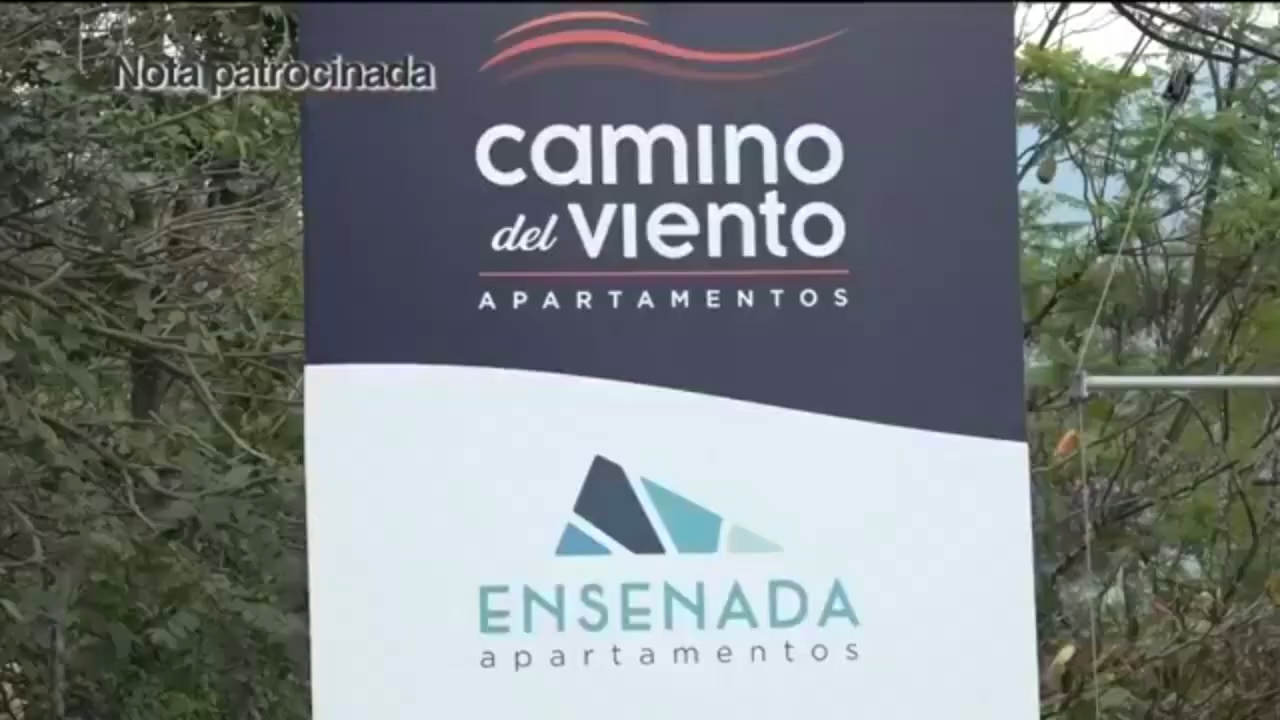 Nota patrocinada
camino
del viento
APARTAMENTOS
ENSENADA
apartamentos